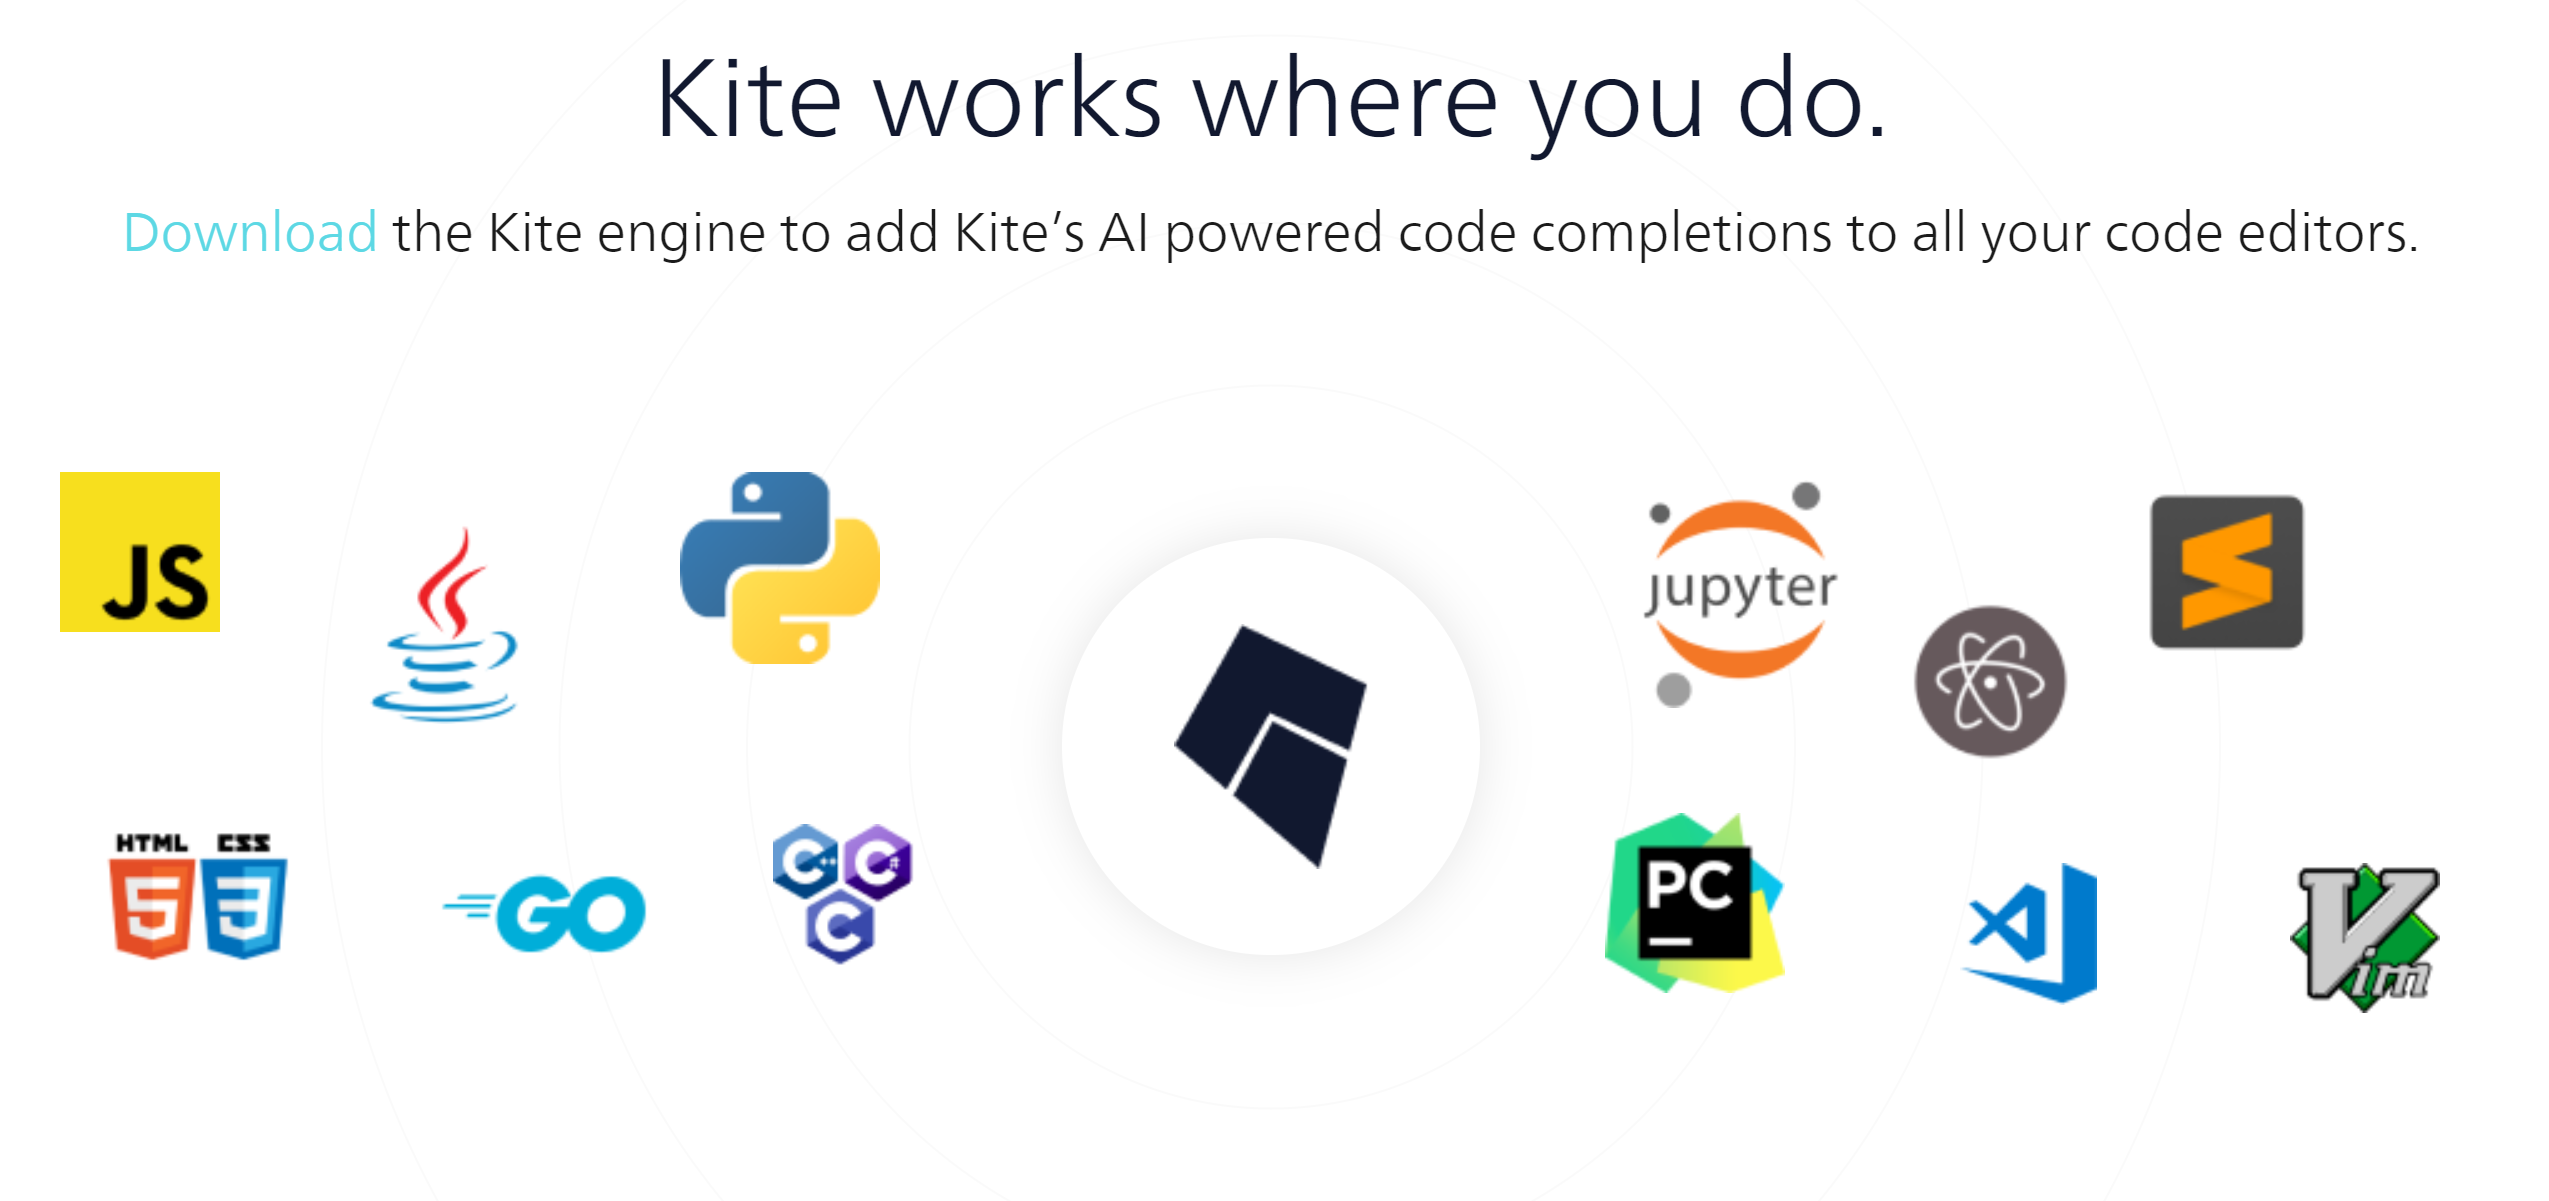 Kite works where you do.
Download the Kite engine to add Kite’s AI powered code completions to all your code editors.
JS
jupyter
HTML CSS
5 3
GO
C++ C#
C
PC
Vim